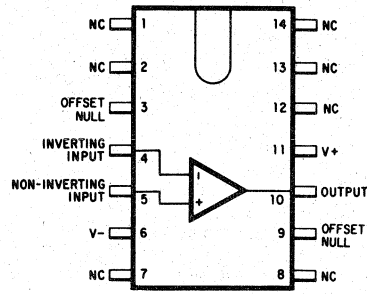 NC 1 14 NC
NC 2 13 NC
OFFSET
NULL 3 12 NC
INVERTING
INPUT 4 11 V+
-
NON-INVERTING
INPUT 5 + 10 OUTPUT
V- 6 9 OFFSET
NULL
NC 7 8 NC